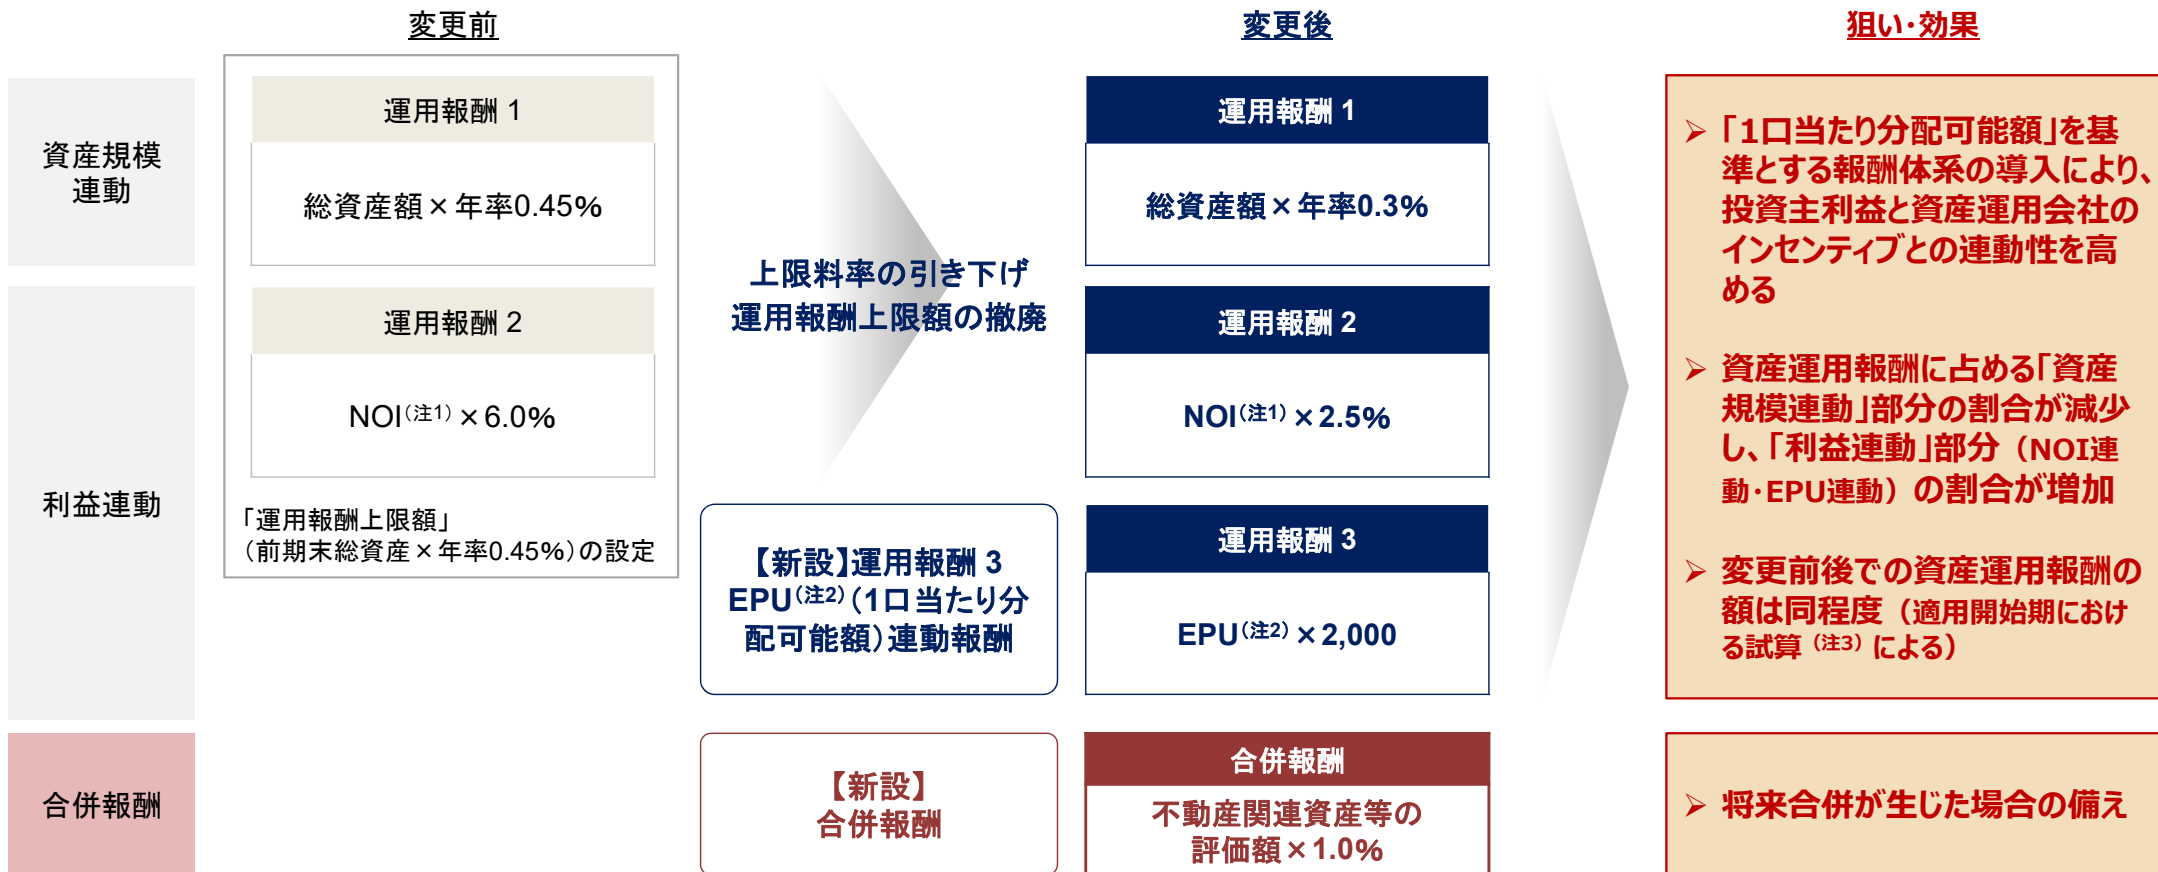 変更前
変更後
狙い・効果
資産規模
連動
運用報酬 1
総資産額×年率0.45%
利益連動
運用報酬 2
NOI（注1）×6.0%
「運用報酬上限額」
（前期末総資産×年率0.45%）の設定
上限料率の引き下げ
運用報酬上限額の撤廃
【新設】運用報酬 3
EPU（注2）（1口当たり分
配可能額）連動報酬
運用報酬 1
総資産額×年率0.3%
運用報酬 2
NOI（注1）×2.5%
運用報酬 3
EPU（注2）×2,000
➢「1口当たり分配可能額」を基
準とする報酬体系の導入により、
投資主利益と資産運用会社の
インセンティブとの連動性を高
める
➢ 資産運用報酬に占める「資産
規模連動」部分の割合が減少
し、「利益連動」部分（NOI連
動・EPU連動）の割合が増加
➢ 変更前後での資産運用報酬の
額は同程度（適用開始期におけ
る試算（注3）による）
合併報酬
【新設】
合併報酬
合併報酬
不動産関連資産等の
評価額×1.0%
➢ 将来合併が生じた場合の備え